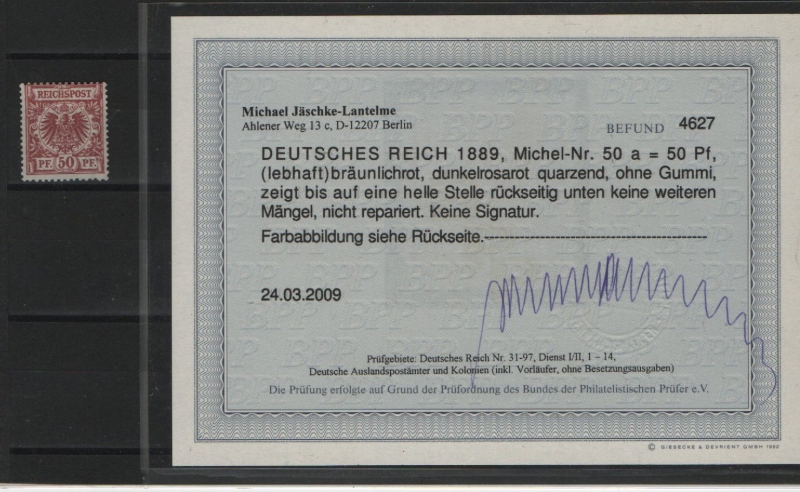 REICHSPOST
PF. 50 PF.
Michael Jäschke-Lantelme
Ahlener Weg 13 c, D-12207 Berlin
BEFUND 4627
DEUTSCHES REICH 1889, Michel-Nr. 50 a = 50 Pf,
(lebhaft)bräunlichrot, dunkelrosarot quarzend, ohne Gummi,
zeigt bis auf eine helle Stelle rückseitig unten keine weiteren
Mängel, nicht repariert. Keine Signatur.
Farbabbildung siehe Rückseite.
24.03.2009
Prüfgebiete: Deutsches Reich Nr. 31-97, Dienst I/II, 1 – 14,
Deutsche Auslandspostämter und Kolonien (inkl. Vorläufer, ohne Besetzungsausgaben)
Die Prüfung erfolgte auf Grund der Prüfordnung des Bundes der Philatelistischen Prüfer e.V.
© GIESECKE & DEVRIENT GMBH 1992